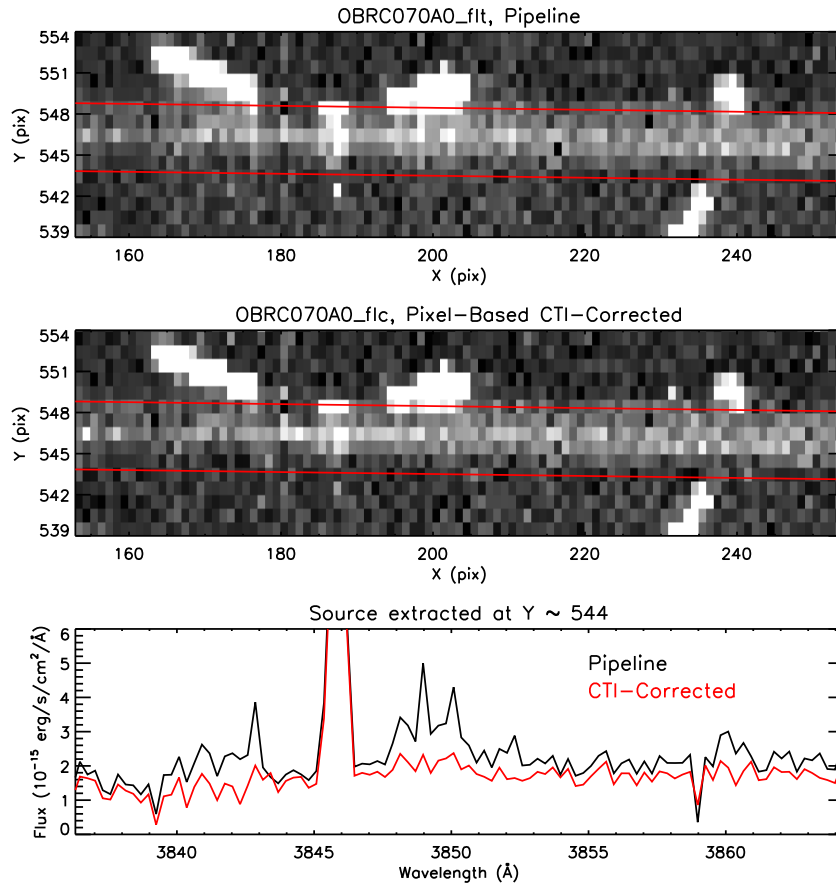 OBRC070A0_flt, Pipeline
554
551
548
545
542
539
Y (pix)
160 180 200 220 240
X (pix)
OBRC070A0_flc, Pixel-Based CTI-Corrected
554
551
548
545
542
539
Y (pix)
160 180 200 220 240
X (pix)
Source extracted at Y ~ 544
6
5
4
3
2
1
0
Flux (10⁻¹⁵ erg/s/cm²/Å)
Pipeline
CTI-Corrected
3840 3845 3850 3855 3860
Wavelength (Å)